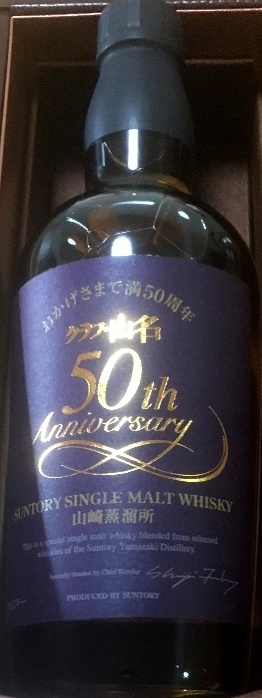 おかげさまで満50周年
クラブ山名
50th
Anniversary
SUNTORY SINGLE MALT WHISKY
山崎蒸溜所
This is a special single malt whisky blended from selected
whiskies of the Suntory Yamazaki Distillery.
Specially blended by Chief Blender
PRODUCED BY SUNTORY